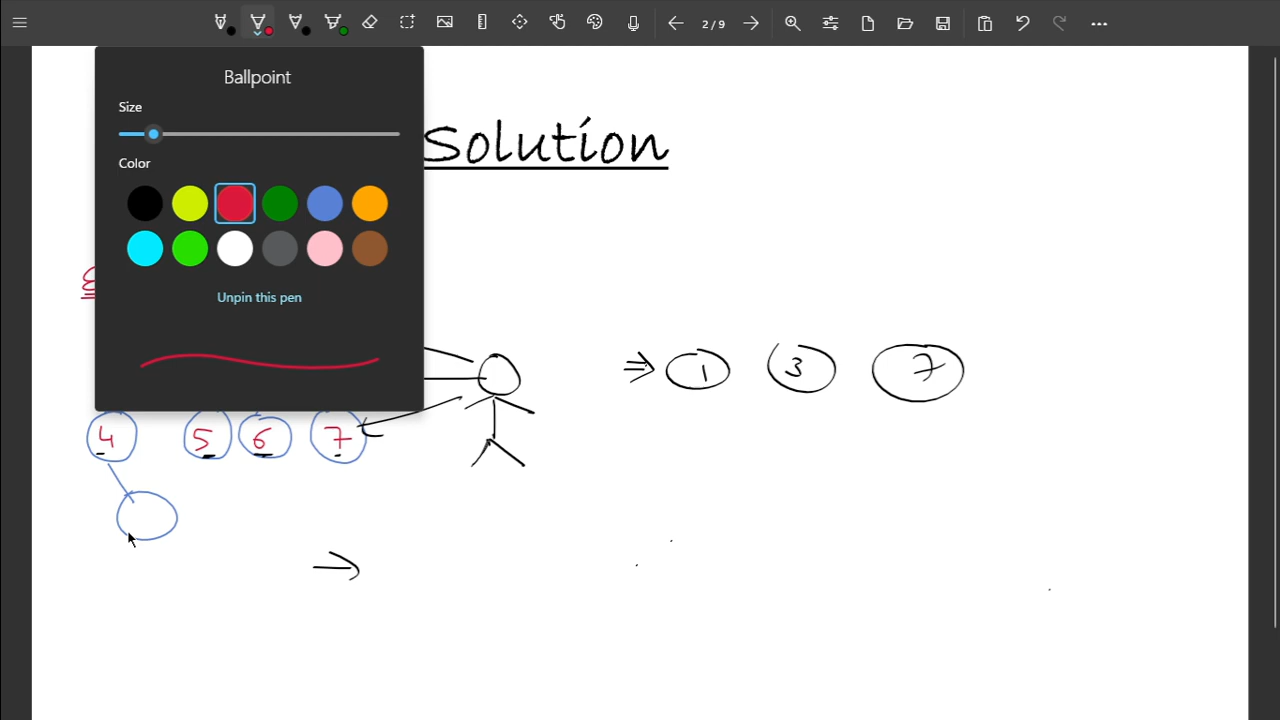 2/9
Ballpoint
Size
Solution
Color
Unpin this pen
⇒ 1 3 7
4 5 6 7